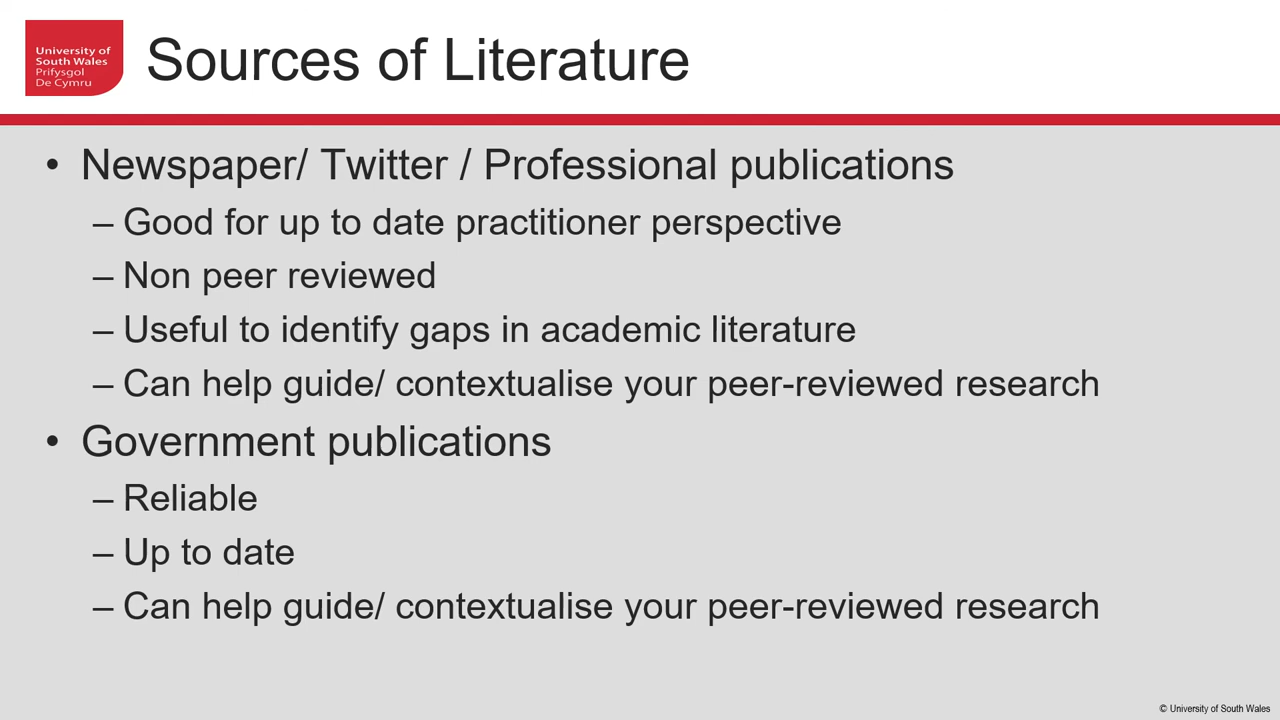 University of
South Wales
Prifysgol
De Cymru
Sources of Literature
• Newspaper/ Twitter / Professional publications
– Good for up to date practitioner perspective
– Non peer reviewed
– Useful to identify gaps in academic literature
– Can help guide/ contextualise your peer-reviewed research
• Government publications
– Reliable
– Up to date
– Can help guide/ contextualise your peer-reviewed research
© University of South Wales